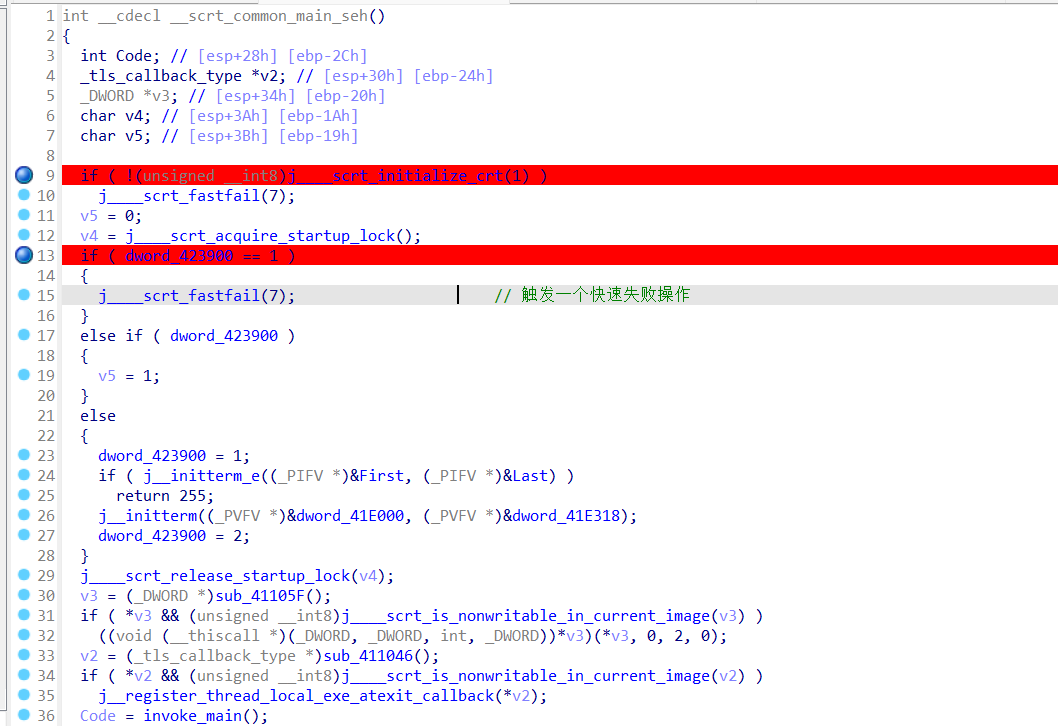 1 int __cdecl __scrt_common_main_seh()
2 {
3   int Code; // [esp+28h] [ebp-2Ch]
4   _tls_callback_type *v2; // [esp+30h] [ebp-24h]
5   _DWORD *v3; // [esp+34h] [ebp-20h]
6   char v4; // [esp+3Ah] [ebp-1Ah]
7   char v5; // [esp+3Bh] [ebp-19h]
8
9   if ( !(unsigned __int8)j____scrt_initialize_crt(1) )
10     j____scrt_fastfail(7);
11   v5 = 0;
12   v4 = j____scrt_acquire_startup_lock();
13   if ( dword_423900 == 1 )
14   {
15     j____scrt_fastfail(7);                      // 触发一个快速失败操作
16   }
17   else if ( dword_423900 )
18   {
19     v5 = 1;
20   }
21   else
22   {
23     dword_423900 = 1;
24     if ( j__initterm_e((_PIFV *)&First, (_PIFV *)&Last) )
25       return 255;
26     j__initterm((_PVFV *)&dword_41E000, (_PVFV *)&dword_41E318);
27     dword_423900 = 2;
28   }
29   j____scrt_release_startup_lock(v4);
30   v3 = (_DWORD *)sub_41105F();
31   if ( *v3 && (unsigned __int8)j____scrt_is_nonwritable_in_current_image(v3) )
32     ((void (__thiscall *)(_DWORD, _DWORD, int, _DWORD))*v3)(*v3, 0, 2, 0);
33   v2 = (_tls_callback_type *)sub_411046();
34   if ( *v2 && (unsigned __int8)j____scrt_is_nonwritable_in_current_image(v2) )
35     j__register_thread_local_exe_atexit_callback(*v2);
36   Code = invoke_main();